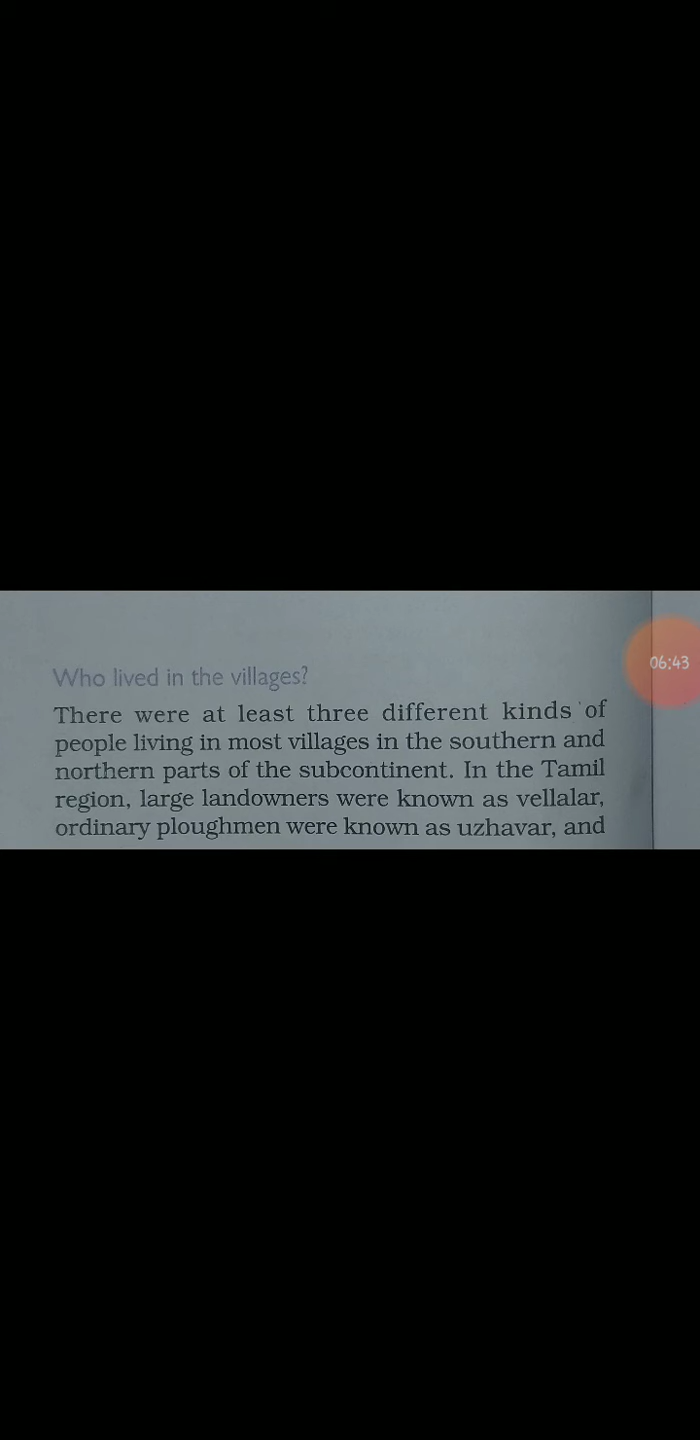 Who lived in the villages?
There were at least three different kinds of
people living in most villages in the southern and
northern parts of the subcontinent. In the Tamil
region, large landowners were known as vellalar,
ordinary ploughmen were known as uzhavar, and
06:43